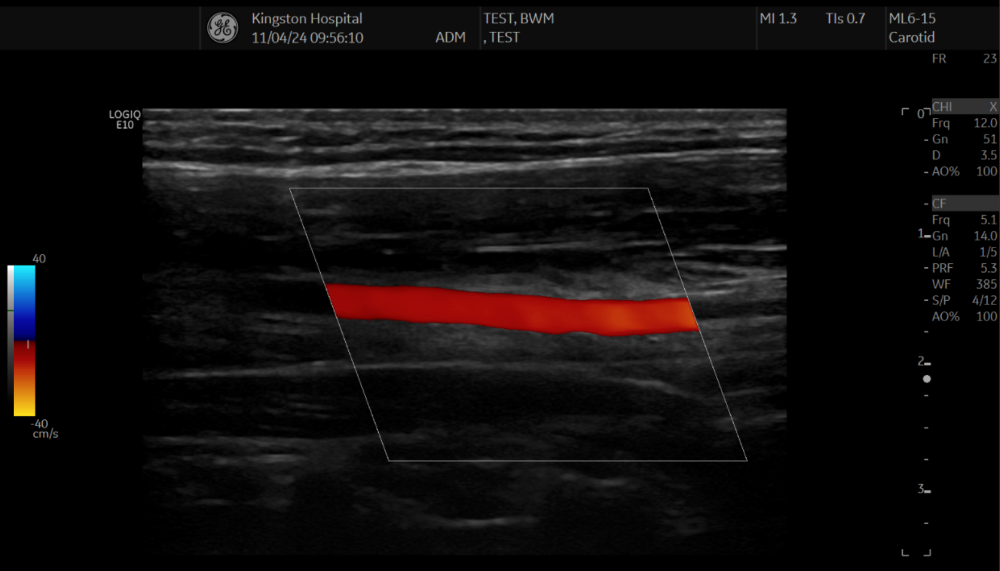 Kingston Hospital
11/04/24 09:56:10 ADM
TEST, BWM
, TEST
MI 1.3 TIs 0.7
ML6-15
Carotid
FR 23
LOGIQ
E10
CHI X
Frq 12.0
Gn 51
D 3.5
AO% 100
CF
Frq 5.1
Gn 14.0
L/A 1/5
PRF 5.3
WF 385
S/P 4/12
AO% 100
0
1
2
3
40
-40
cm/s